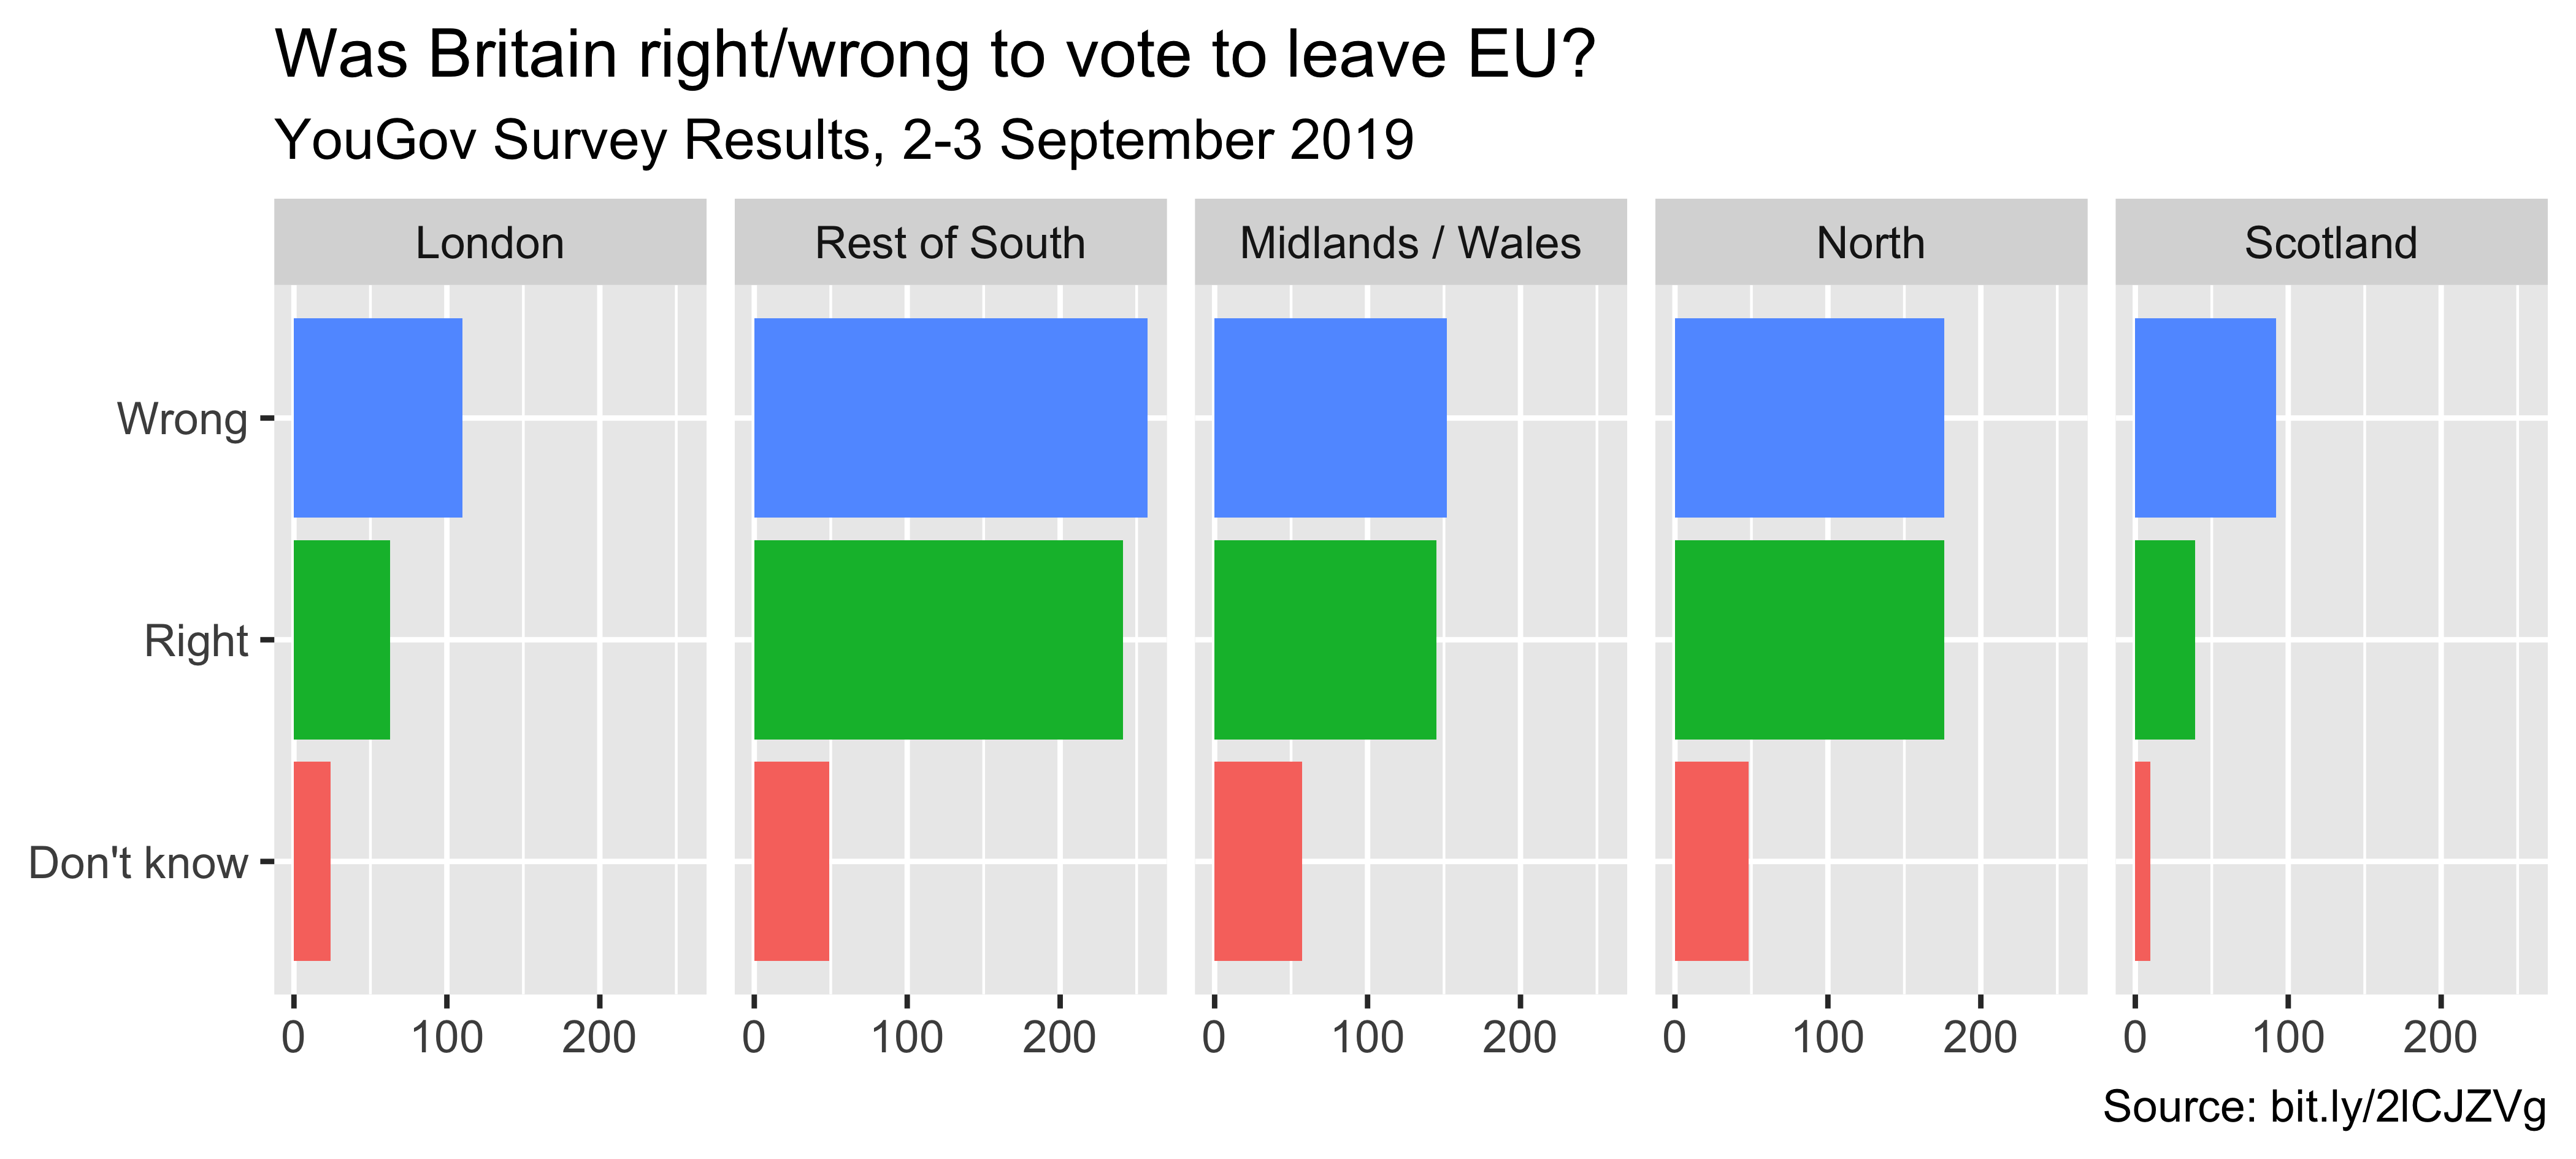 Was Britain right/wrong to vote to leave EU?
YouGov Survey Results, 2-3 September 2019
London Rest of South Midlands / Wales North Scotland
Wrong
Right
Don't know
0 100 200 0 100 200 0 100 200 0 100 200 0 100 200
Source: bit.ly/2lCJZVg